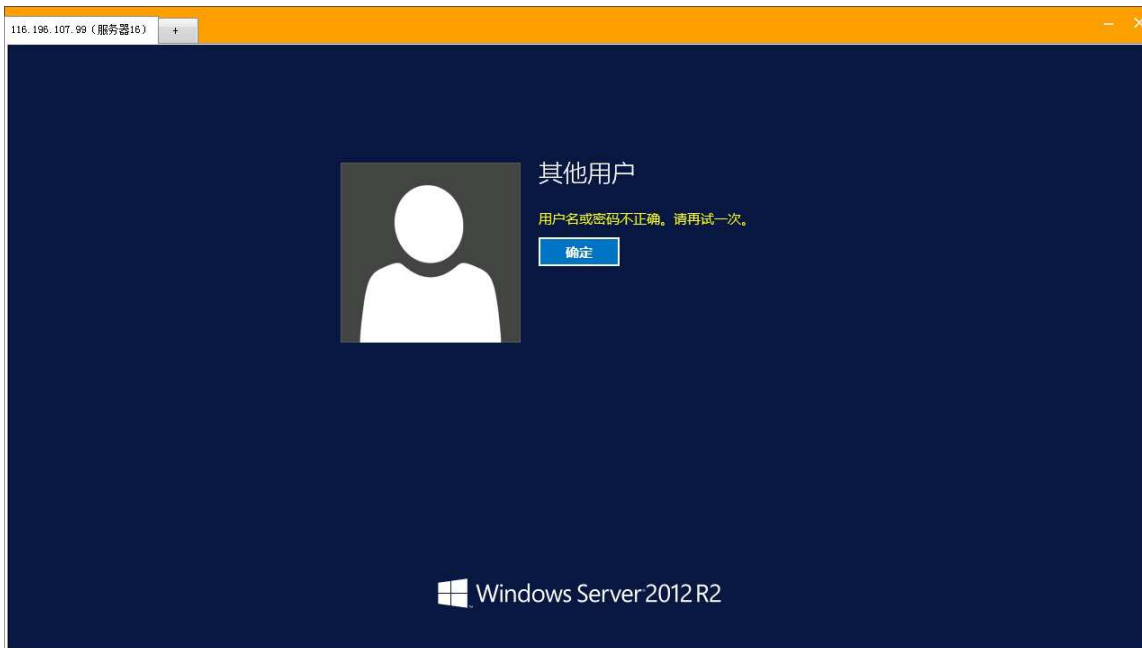 116.196.107.99（服务器16）
+
其他用户
用户名或密码不正确。请再试一次。
确定
Windows Server 2012 R2